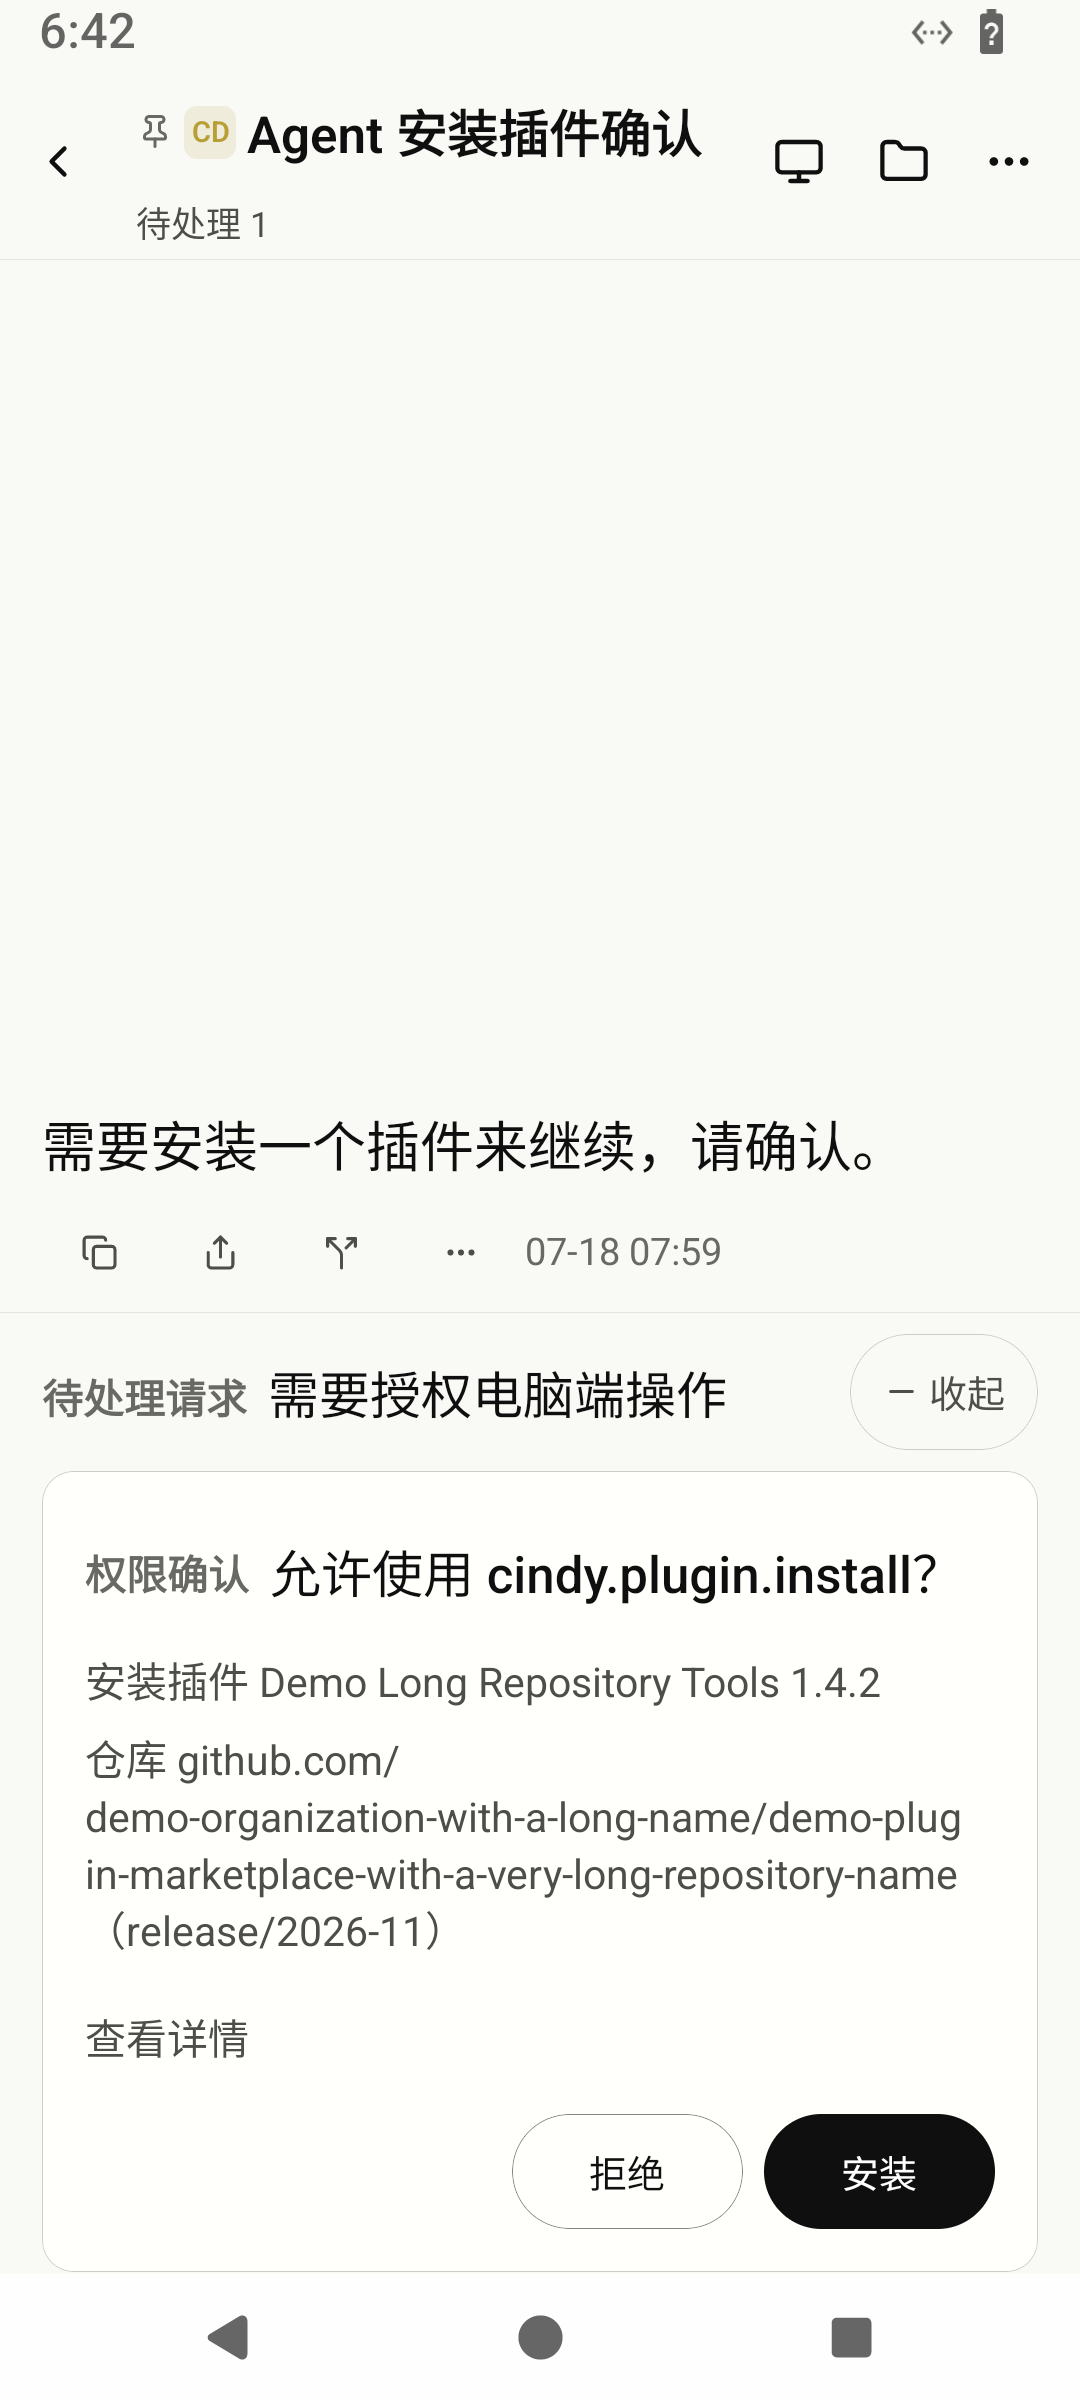 6:42
CD Agent 安装插件确认
待处理 1
需要安装一个插件来继续，请确认。
07-18 07:59
待处理请求 需要授权电脑端操作
收起
权限确认 允许使用 cindy.plugin.install？
安装插件 Demo Long Repository Tools 1.4.2
仓库 github.com/
demo-organization-with-a-long-name/demo-plug
in-marketplace-with-a-very-long-repository-name
（release/2026-11）
查看详情
拒绝
安装